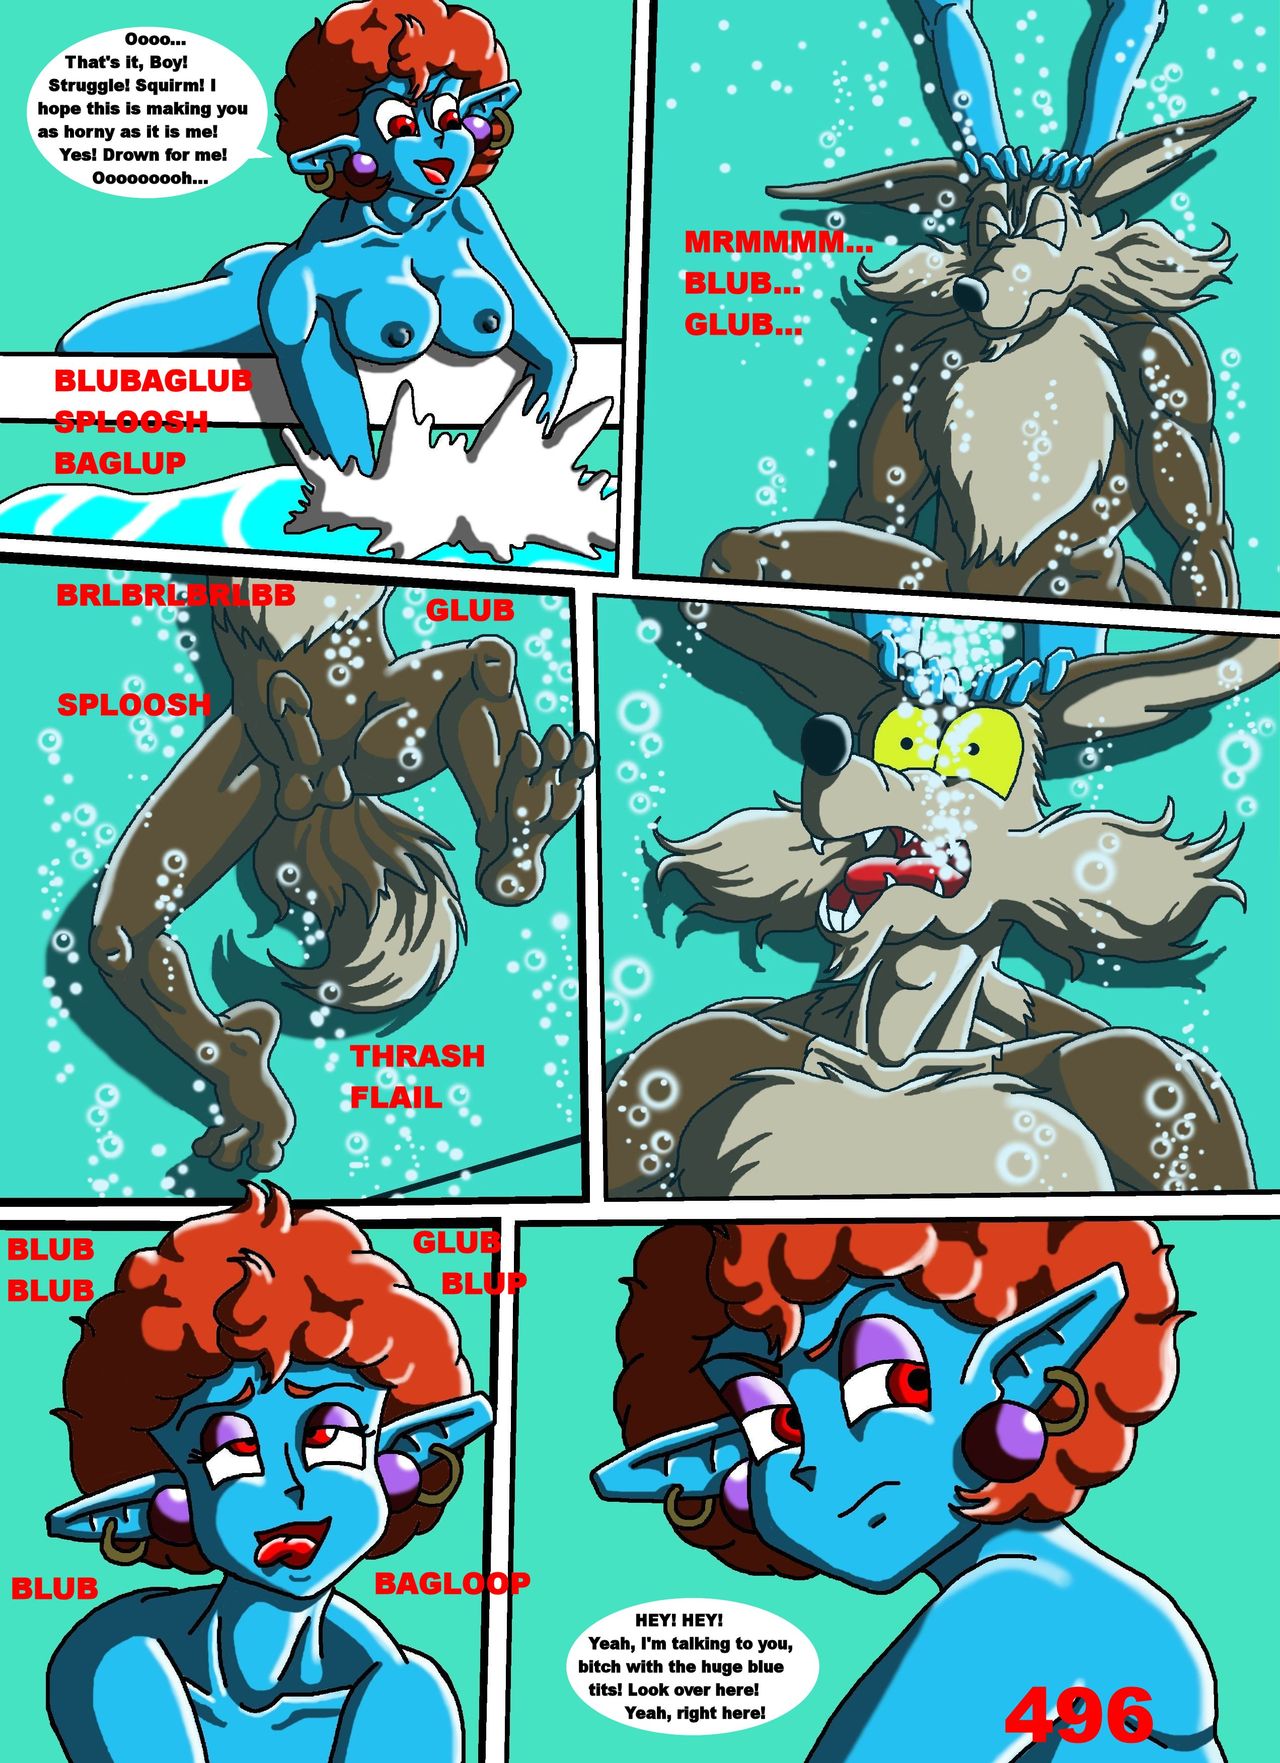 Oooo...
That's it, Boy!
Struggle! Squirm! I
hope this is making you
as horny as it is me!
Yes! Drown for me!
Ooooooooh...
BLUBAGLUB
SPLOOSH
BAGLUP
MRMMMM...
BLUB...
GLUB...
BRLBRLBRLBB
GLUB
SPLOOSH
THRASH
FLAIL
BLUB
BLUB
GLUB
BLUP
BLUB
BAGLOOP
HEY! HEY!
Yeah, I'm talking to you,
bitch with the huge blue
tits! Look over here!
Yeah, right here!
496